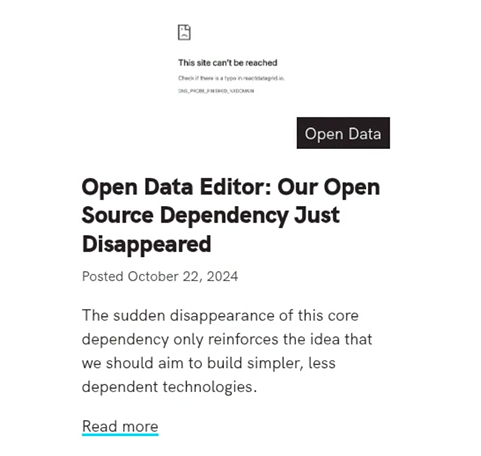 This site can't be reached
Check if there is a typo in reactdatagrid.io.
DNS_PROBE_FINISHED_NXDOMAIN
Open Data
Open Data Editor: Our Open
Source Dependency Just
Disappeared
Posted October 22, 2024
The sudden disappearance of this core
dependency only reinforces the idea that
we should aim to build simpler, less
dependent technologies.
Read more